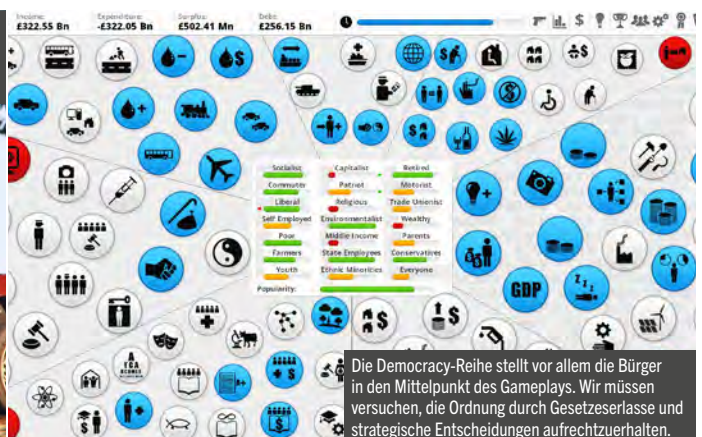 Income: Expenditure: Surplus: Debt:
£322.55 Bn -£322.05 Bn £502.41 Mn £256.15 Bn
Socialist Capitalist Retired
Commuter Patriot Motorist
Liberal Religious Trade Unionist
Self Employed Environmentalist Wealthy
Poor Middle Income Parents
Farmers State Employees Conservatives
Youth Ethnic Minorities Everyone
Popularity:
GDP
Die Democracy-Reihe stellt vor allem die Bürger
in den Mittelpunkt des Gameplays. Wir müssen
versuchen, die Ordnung durch Gesetzeserlasse und
strategische Entscheidungen aufrechtzuerhalten.